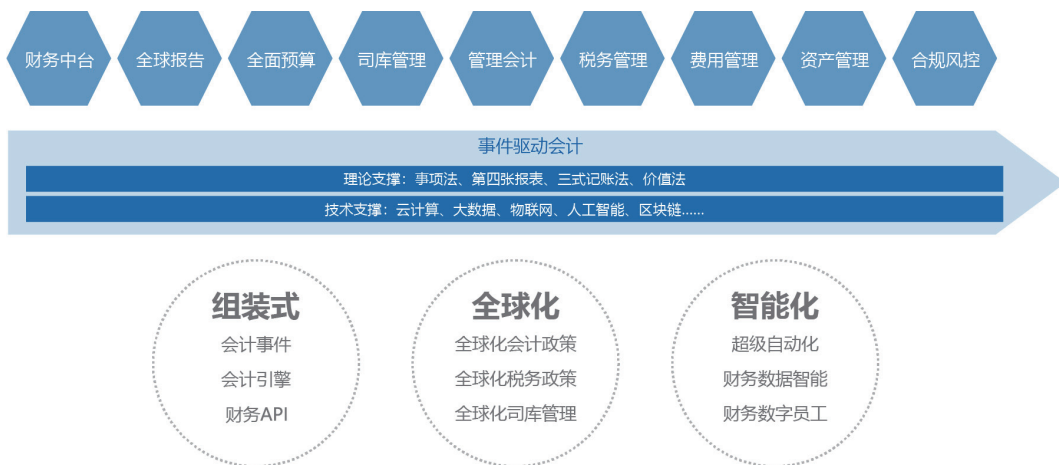 财务中台
全球报告
全面预算
司库管理
管理会计
税务管理
费用管理
资产管理
合规风控
事件驱动会计
理论支撑：事项法、第四张报表、三式记账法、价值法
技术支撑：云计算、大数据、物联网、人工智能、区块链......
组装式
会计事件
会计引擎
财务API
全球化
全球化会计政策
全球化税务政策
全球化司库管理
智能化
超级自动化
财务数据智能
财务数字员工